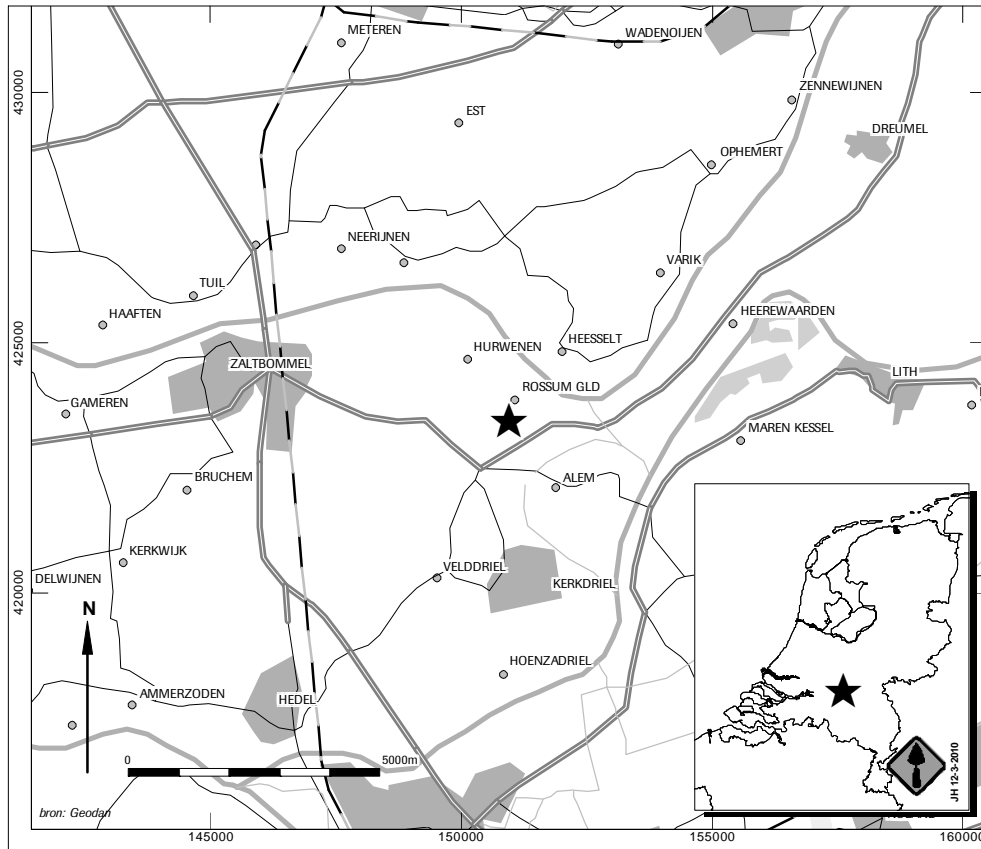 METEREN
WADENOIJEN
430000
ZENNEWIJNEN
EST
DREUMEL
OPHEMERT
NEERIJNEN
VARIK
TUIL
HAAFTEN
HEEREWAARDEN
425000
HEESSELT
HURWENEN
ZALTBOMMEL
LITH
ROSSUM GLD
GAMEREN
MAREN KESSEL
BRUCHEM
ALEM
KERKWIJK
VELDDRIEL
DELWIJNEN
KERKDRIEL
420000
N
HOENZADRIEL
AMMERZODEN
HEDEL
0
5000m
JH 12-3-2010
bron: Geodan
145000
150000
155000
160000